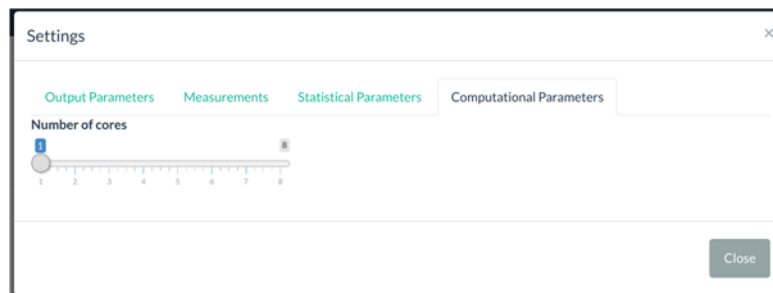 Settings
×
Output Parameters Measurements Statistical Parameters Computational Parameters
Number of cores
1 8
1 2 3 4 5 6 7 8
Close